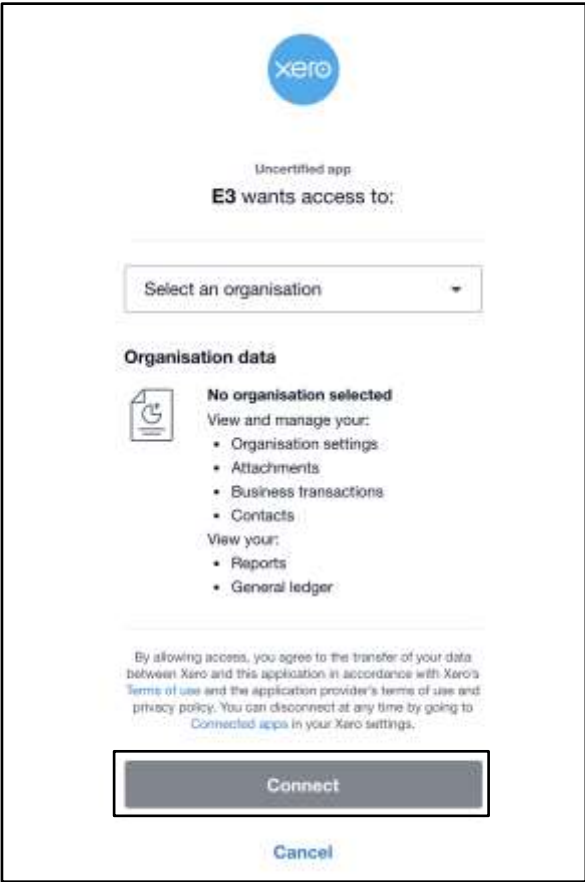 xero
Uncertified app
E3 wants access to:
Select an organisation
Organisation data
No organisation selected
View and manage your:
• Organisation settings
• Attachments
• Business transactions
• Contacts
View your:
• Reports
• General ledger
By allowing access, you agree to the transfer of your data
between Xero and this application in accordance with Xero's
Terms of use and the application provider's terms of use and
privacy policy. You can disconnect at any time by going to
Connected apps in your Xero settings.
Connect
Cancel